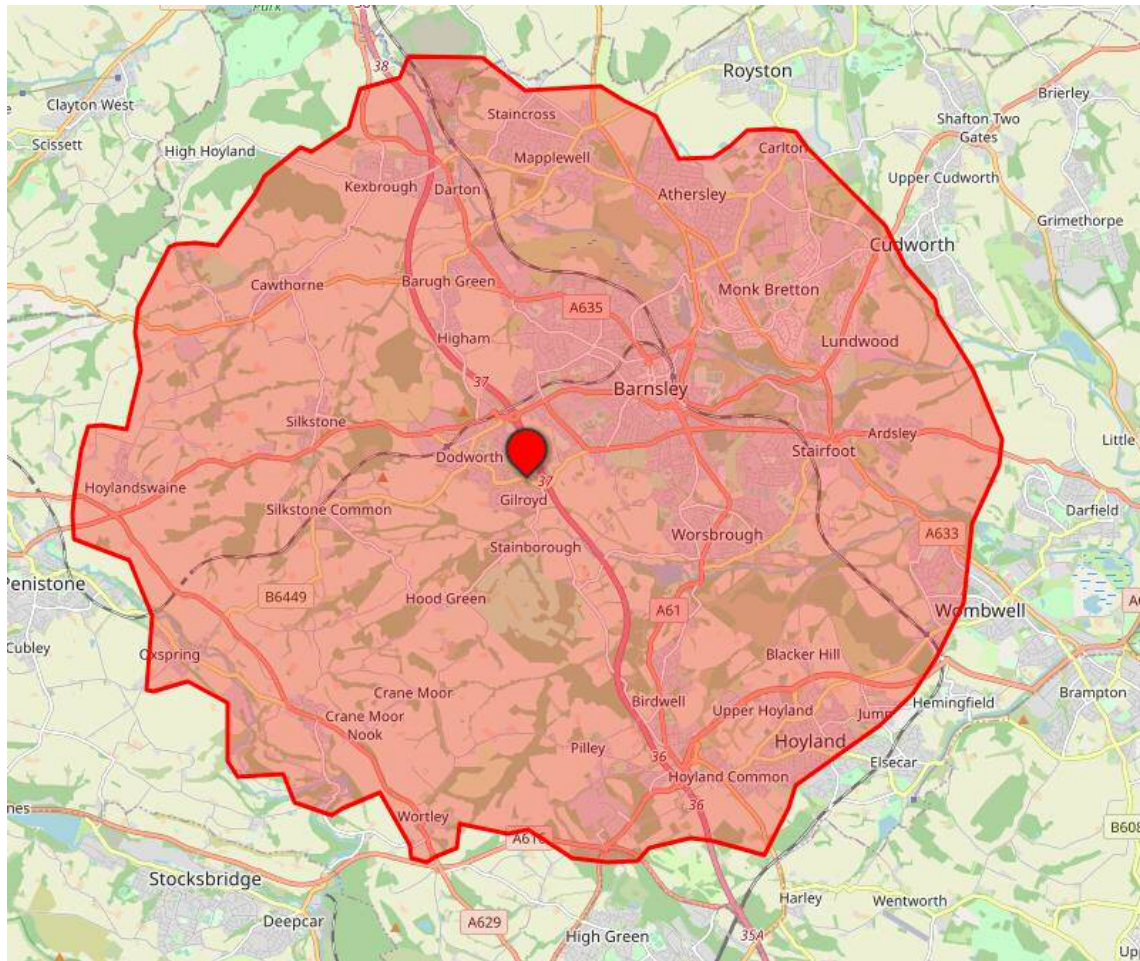 38
Park
Royston
Clayton West
Brierley
Staincross
Shafton Two
Gates
Scissett
High Hoyland
Mapplewell
Carlton
Kexbrough
Darton
Athersley
Upper Cudworth
Grimethorpe
Cudworth
Cawthorne
Barugh Green
Monk Bretton
A635
Higham
Lundwood
37
Barnsley
Silkstone
Ardsley
Little
Dodworth
Stairfoot
37
Hoylandswaine
Gilroyd
Silkstone Common
Darfield
Stainborough
Worsbrough
A633
Penistone
B6449
Hood Green
A61
Wombwell
Cubley
Oxspring
Blacker Hill
Crane Moor
Birdwell
Brampton
Upper Hoyland
Jump
Hemingfield
Crane Moor
Nook
Pilley
Hoyland
36
Elsecar
Hoyland Common
36
Wortley
A616
B608
Stocksbridge
Harley
Wentworth
Deepcar
A629
High Green
35A